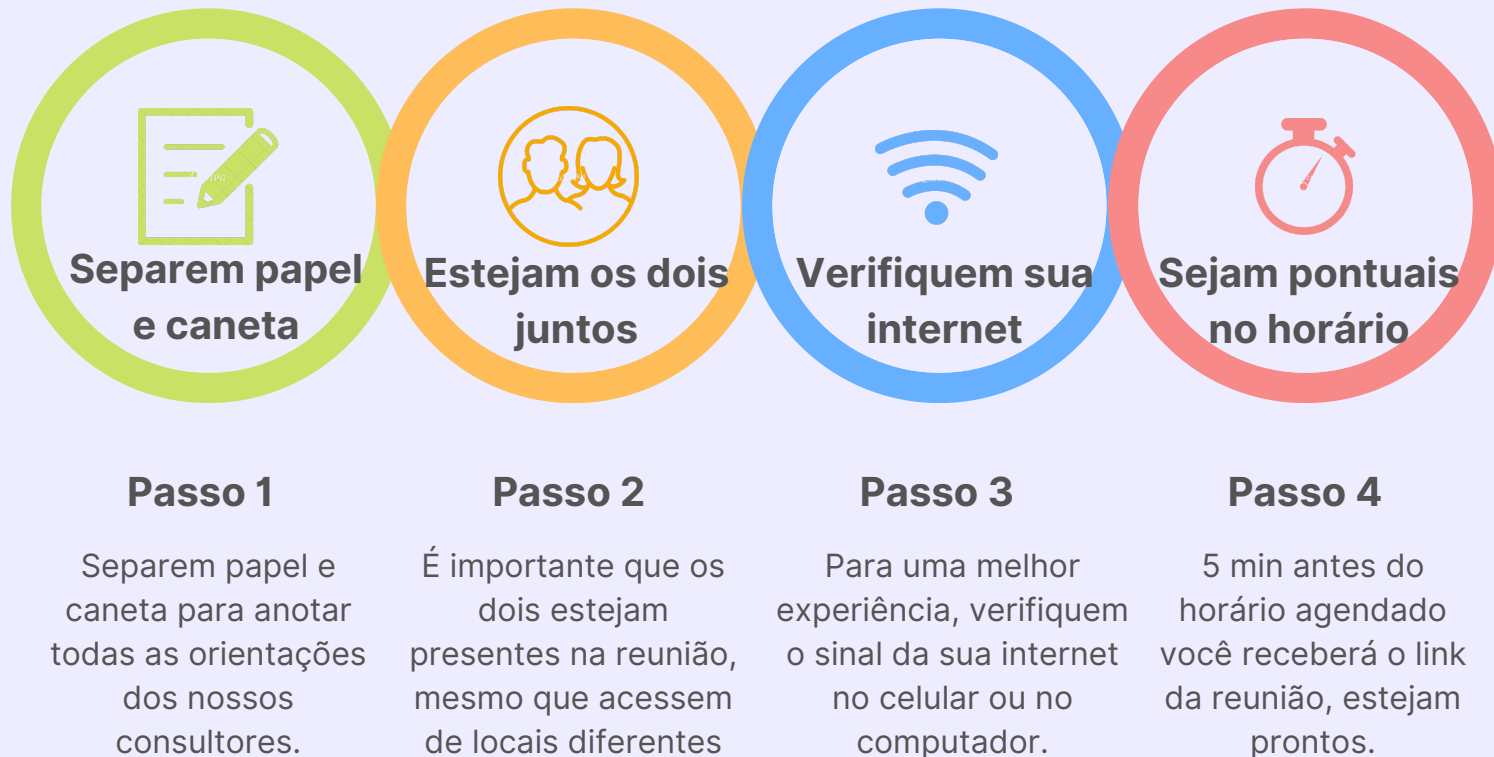 Separem papel
e caneta
Estejam os dois
juntos
Verifiquem sua
internet
Sejam pontuais
no horário
Passo 1
Separem papel e
caneta para anotar
todas as orientações
dos nossos
consultores.
Passo 2
É importante que os
dois estejam
presentes na reunião,
mesmo que acessem
de locais diferentes
Passo 3
Para uma melhor
experiência, verifiquem
o sinal da sua internet
no celular ou no
computador.
Passo 4
5 min antes do
horário agendado
você receberá o link
da reunião, estejam
prontos.